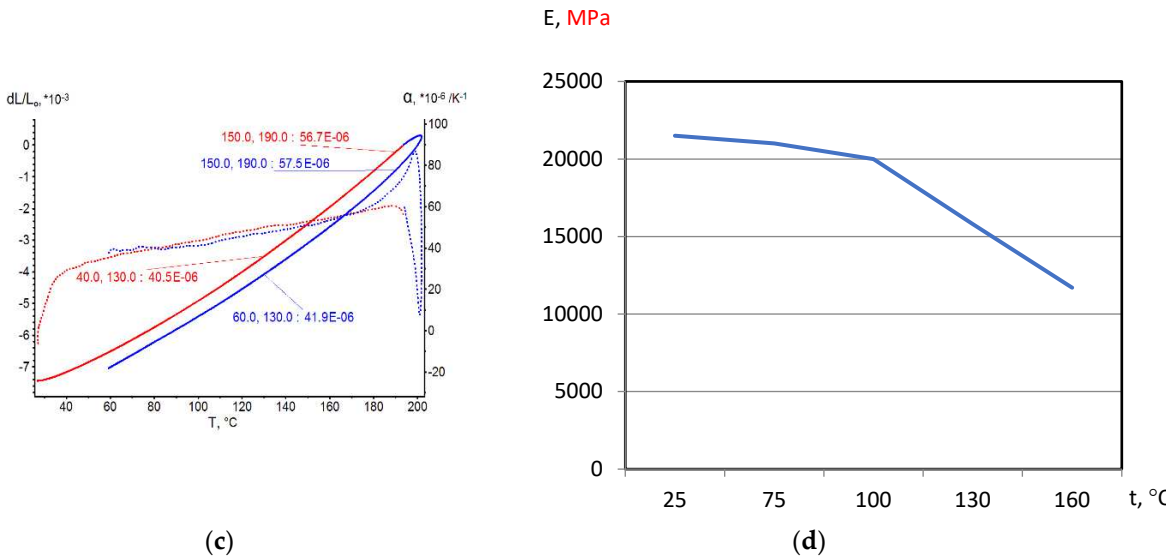 E, MPa
dL/Lₒ, *10⁻³
α, *10⁻⁶ /K⁻¹
0
-1
-2
-3
-4
-5
-6
-7
150.0, 190.0 : 56.7E-06
150.0, 190.0 : 57.5E-06
40.0, 130.0 : 40.5E-06
60.0, 130.0 : 41.9E-06
100
80
60
40
20
0
-20
40 60 80 100 120 140 160 180 200
T, °C
(c)
25000
20000
15000
10000
5000
0
25 75 100 130 160 t, °C
(d)